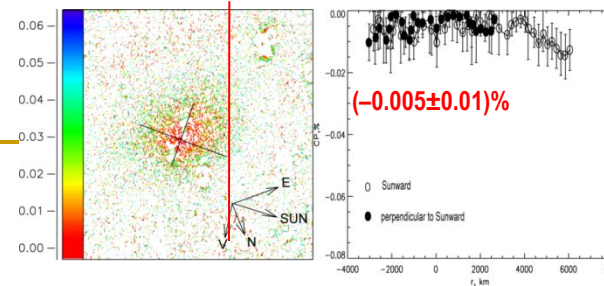 0.06
0.05
0.04
0.03
0.02
0.01
0.00
E
SUN
N
V
0.00
-0.02
-0.04
-0.06
-0.08
CP,%
(–0.005±0.01)%
Sunward
perpendicular to Sunward
-4000 -2000 0 2000 4000 6000
r, km